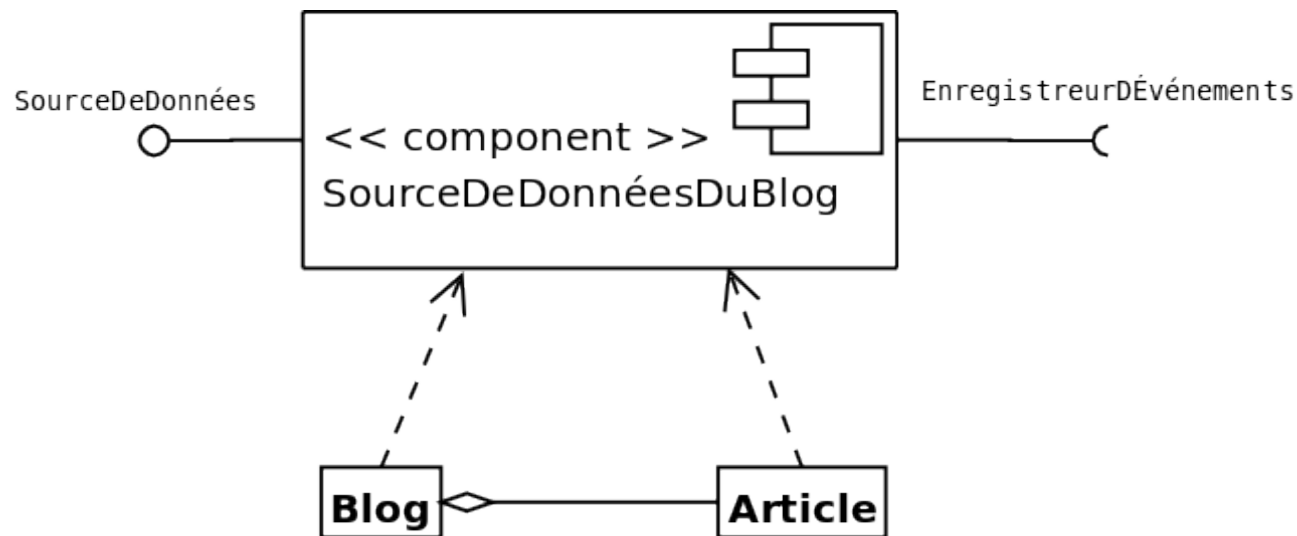 SourceDeDonnées
EnregistreurDÉvénements
<< component >>
SourceDeDonnéesDuBlog
Blog
Article